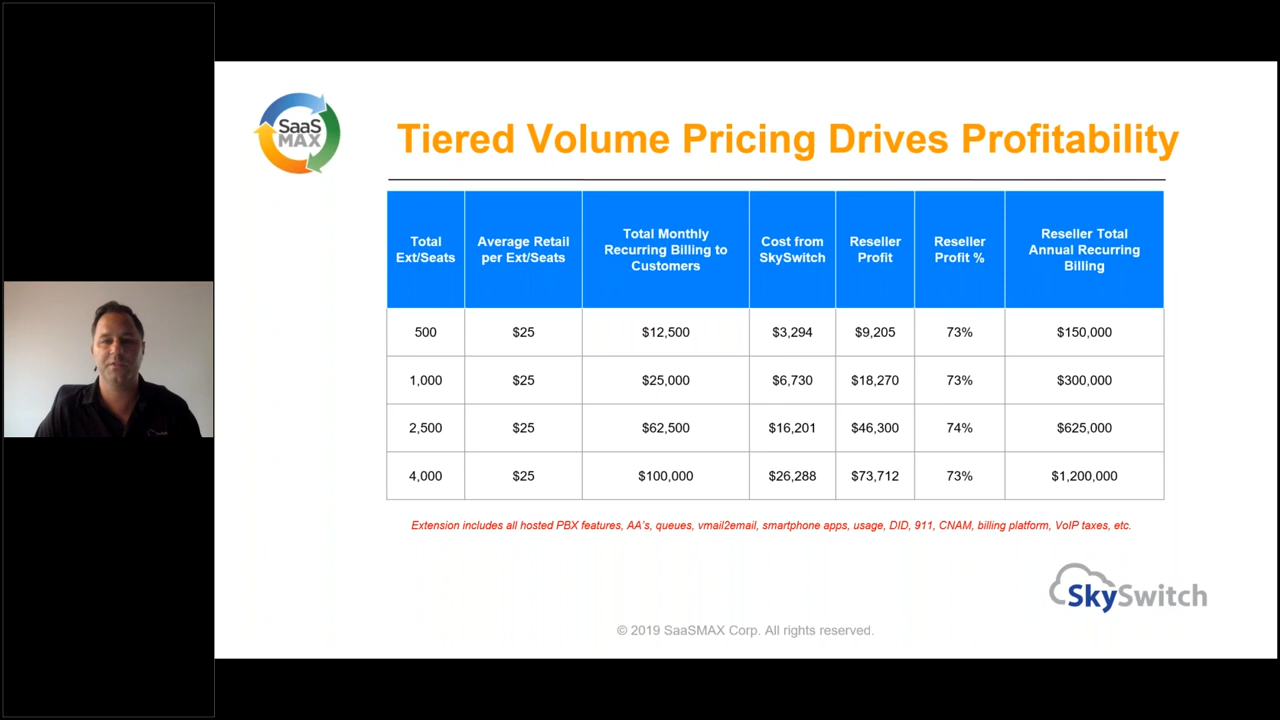 SaaS
MAX
Tiered Volume Pricing Drives Profitability
Total
Ext/Seats
Average Retail
per Ext/Seats
Total Monthly
Recurring Billing to
Customers
Cost from
SkySwitch
Reseller
Profit
Reseller
Profit %
Reseller Total
Annual Recurring
Billing
500 $25 $12,500 $3,294 $9,205 73% $150,000
1,000 $25 $25,000 $6,730 $18,270 73% $300,000
2,500 $25 $62,500 $16,201 $46,300 74% $625,000
4,000 $25 $100,000 $26,288 $73,712 73% $1,200,000
Extension includes all hosted PBX features, AA's, queues, vmail2email, smartphone apps, usage, DID, 911, CNAM, billing platform, VoIP taxes, etc.
SkySwitch
© 2019 SaaSMAX Corp. All rights reserved.